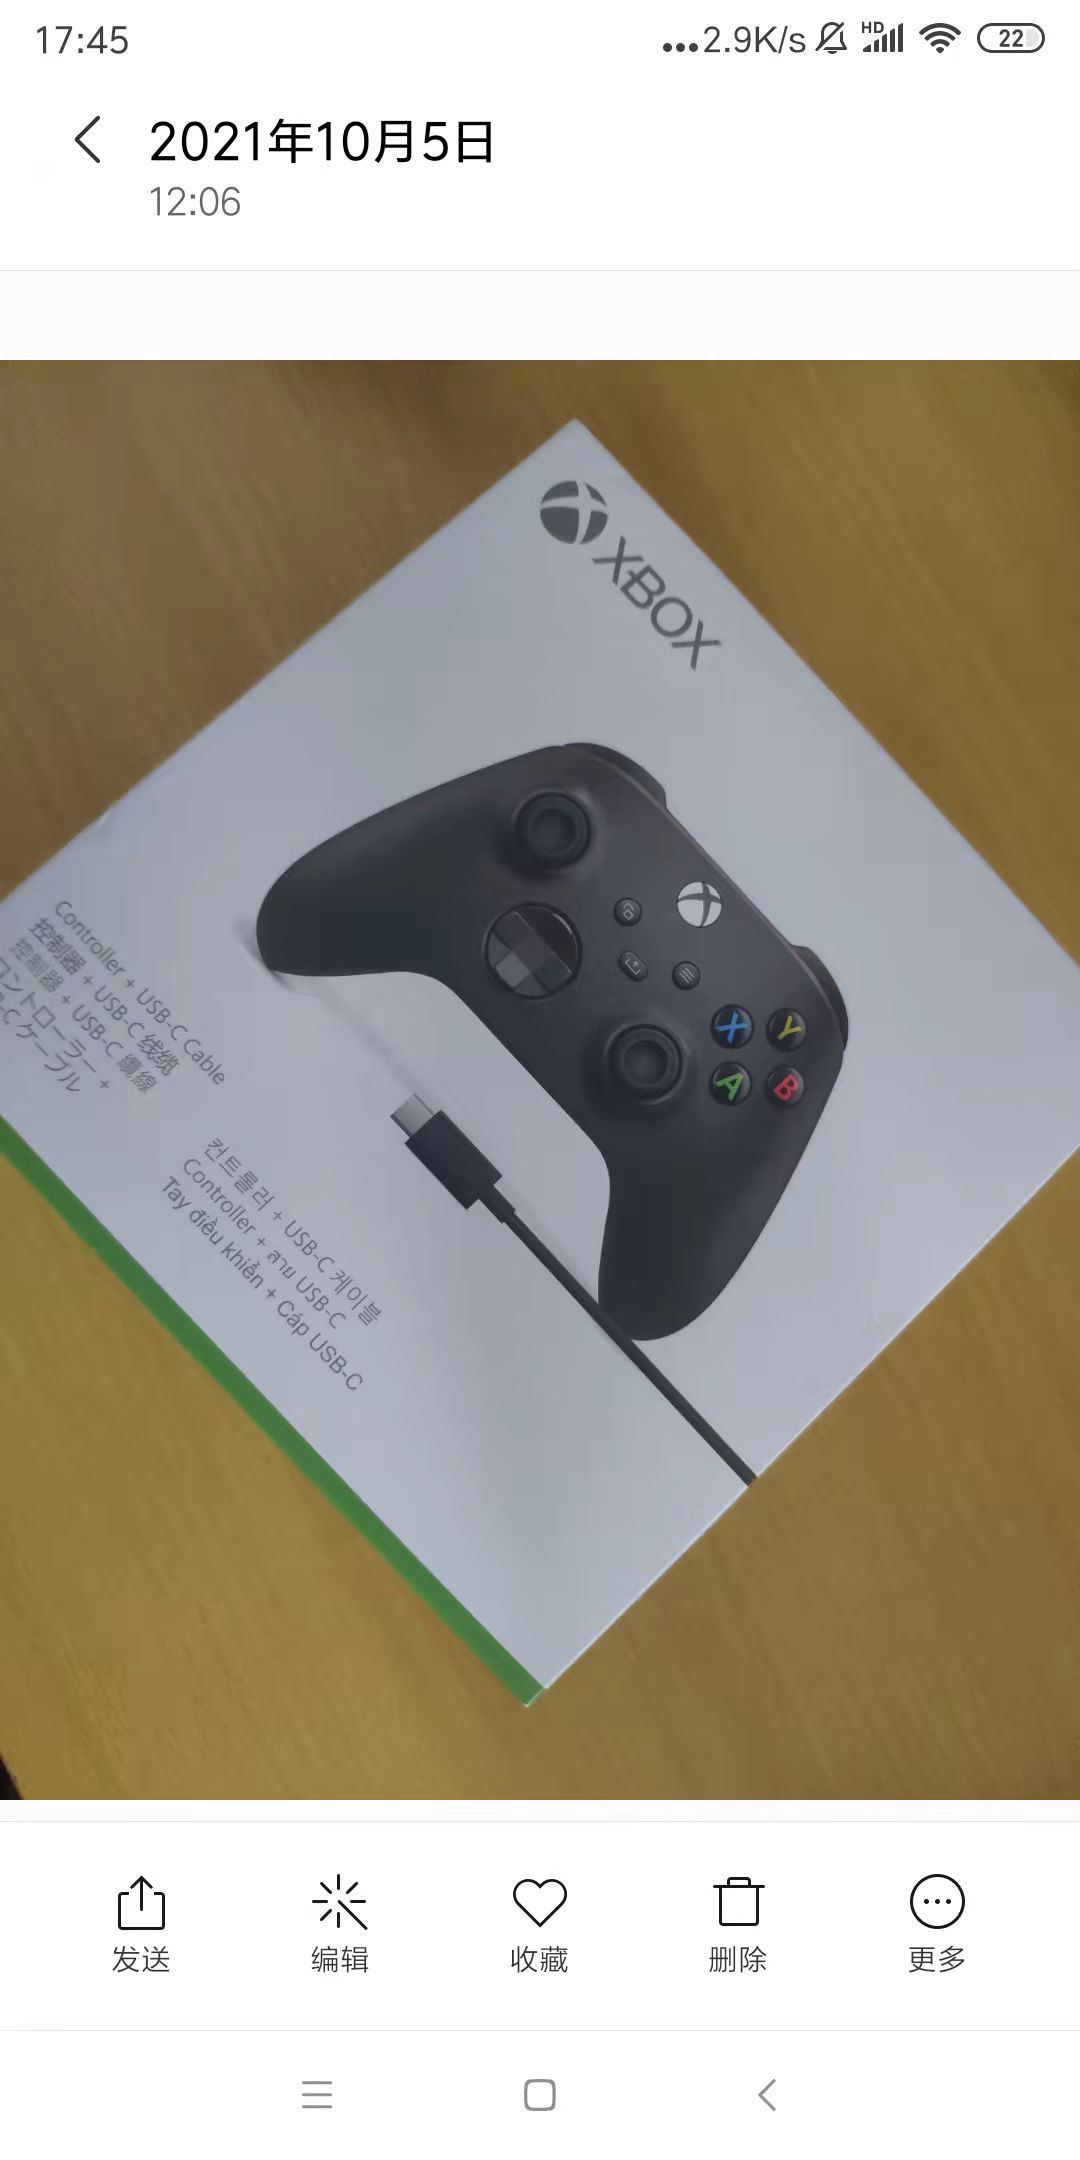 17:45
...2.9K/s
HD
22
2021年10月5日
12:06
XBOX
X
Y
A
B
Controller + USB-C Cable
控制器 + USB-C 线缆
控制器 + USB-C 纜線
コントローラー +
ケーブル
컨트롤러 + USB-C 케이블
Controller + สาย USB-C
Tay điều khiển + Cáp USB-C
发送
编辑
收藏
删除
更多